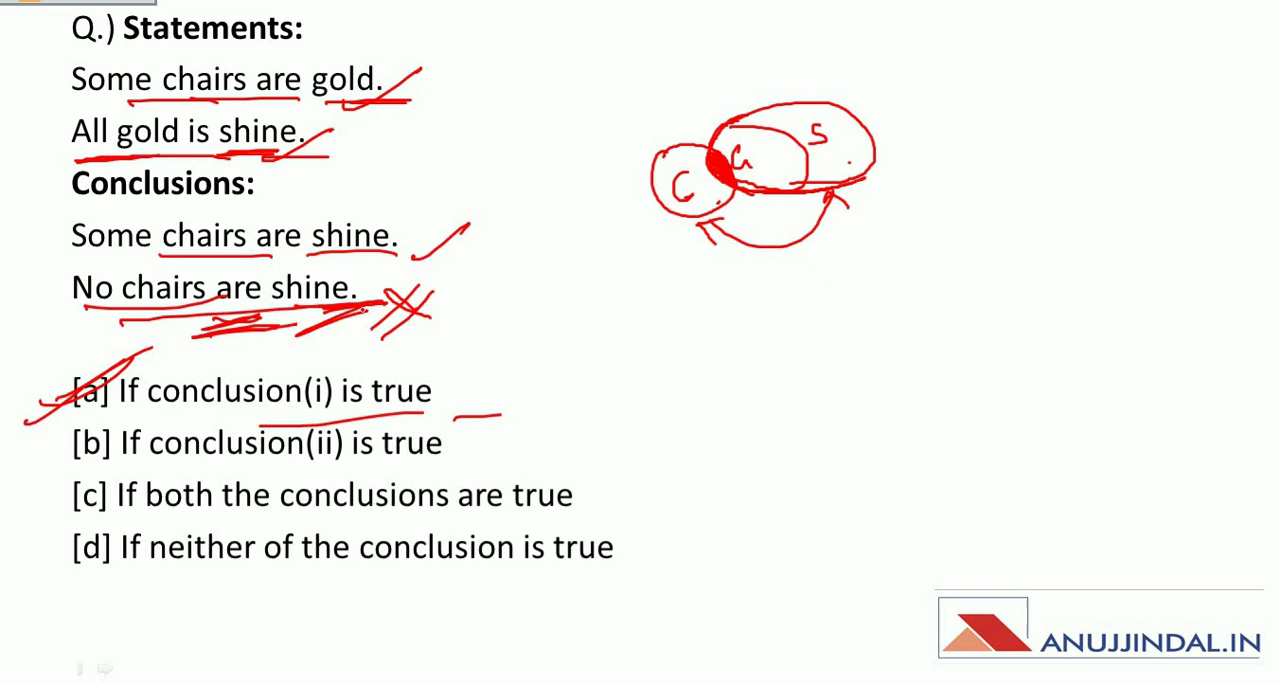 Q.) Statements:
Some chairs are gold.
All gold is shine.
Conclusions:
Some chairs are shine.
No chairs are shine.
[a] If conclusion(i) is true
[b] If conclusion(ii) is true
[c] If both the conclusions are true
[d] If neither of the conclusion is true
C G S
ANUJJINDAL.IN